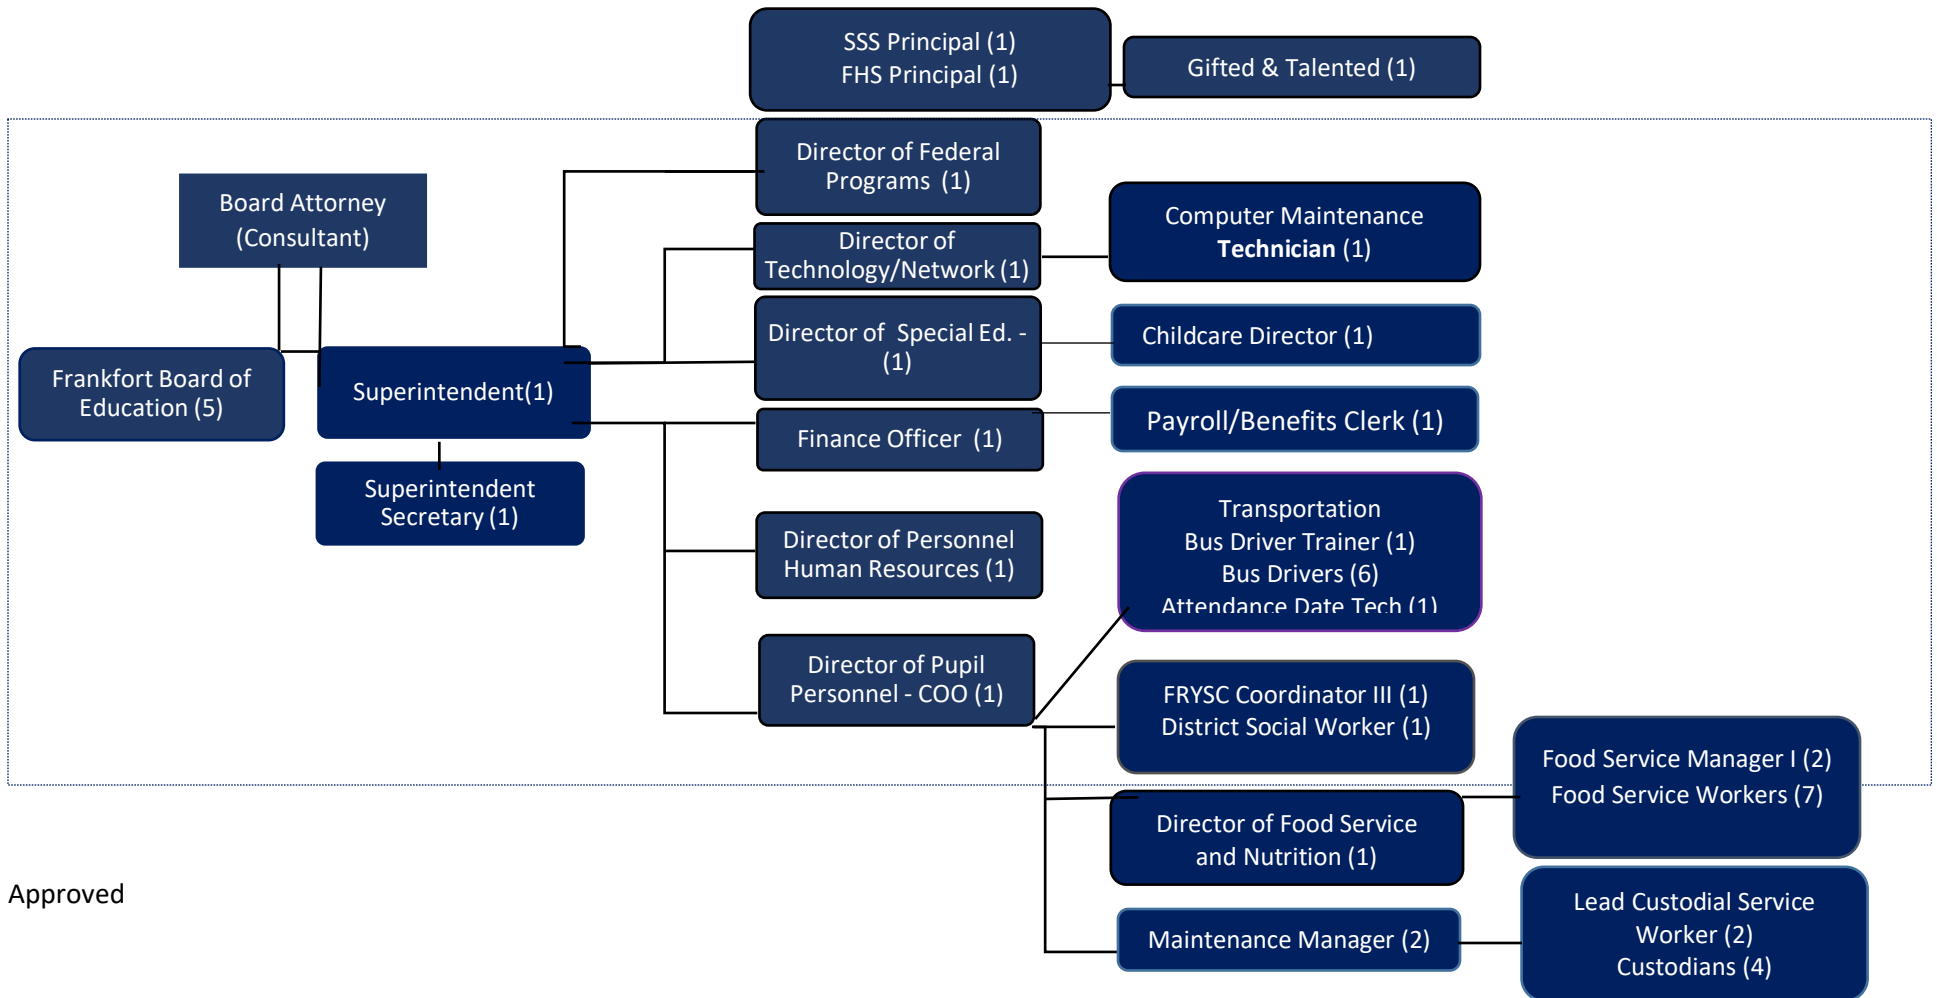 SSS Principal (1)
FHS Principal (1)
Gifted & Talented (1)
Director of Federal
Programs  (1)
Board Attorney
(Consultant)
Computer Maintenance
Technician (1)
Director of
Technology/Network (1)
Director of  Special Ed. -
(1)
Childcare Director (1)
Frankfort Board of
Education (5)
Superintendent(1)
Finance Officer  (1)
Payroll/Benefits Clerk (1)
Superintendent
Secretary (1)
Transportation
Bus Driver Trainer (1)
Bus Drivers (6)
Attendance Date Tech (1)
Director of Personnel
Human Resources (1)
Director of Pupil
Personnel - COO (1)
FRYSC Coordinator III (1)
District Social Worker (1)
Food Service Manager I (2)
Food Service Workers (7)
Director of Food Service
and Nutrition (1)
Approved
Maintenance Manager (2)
Lead Custodial Service
Worker (2)
Custodians (4)